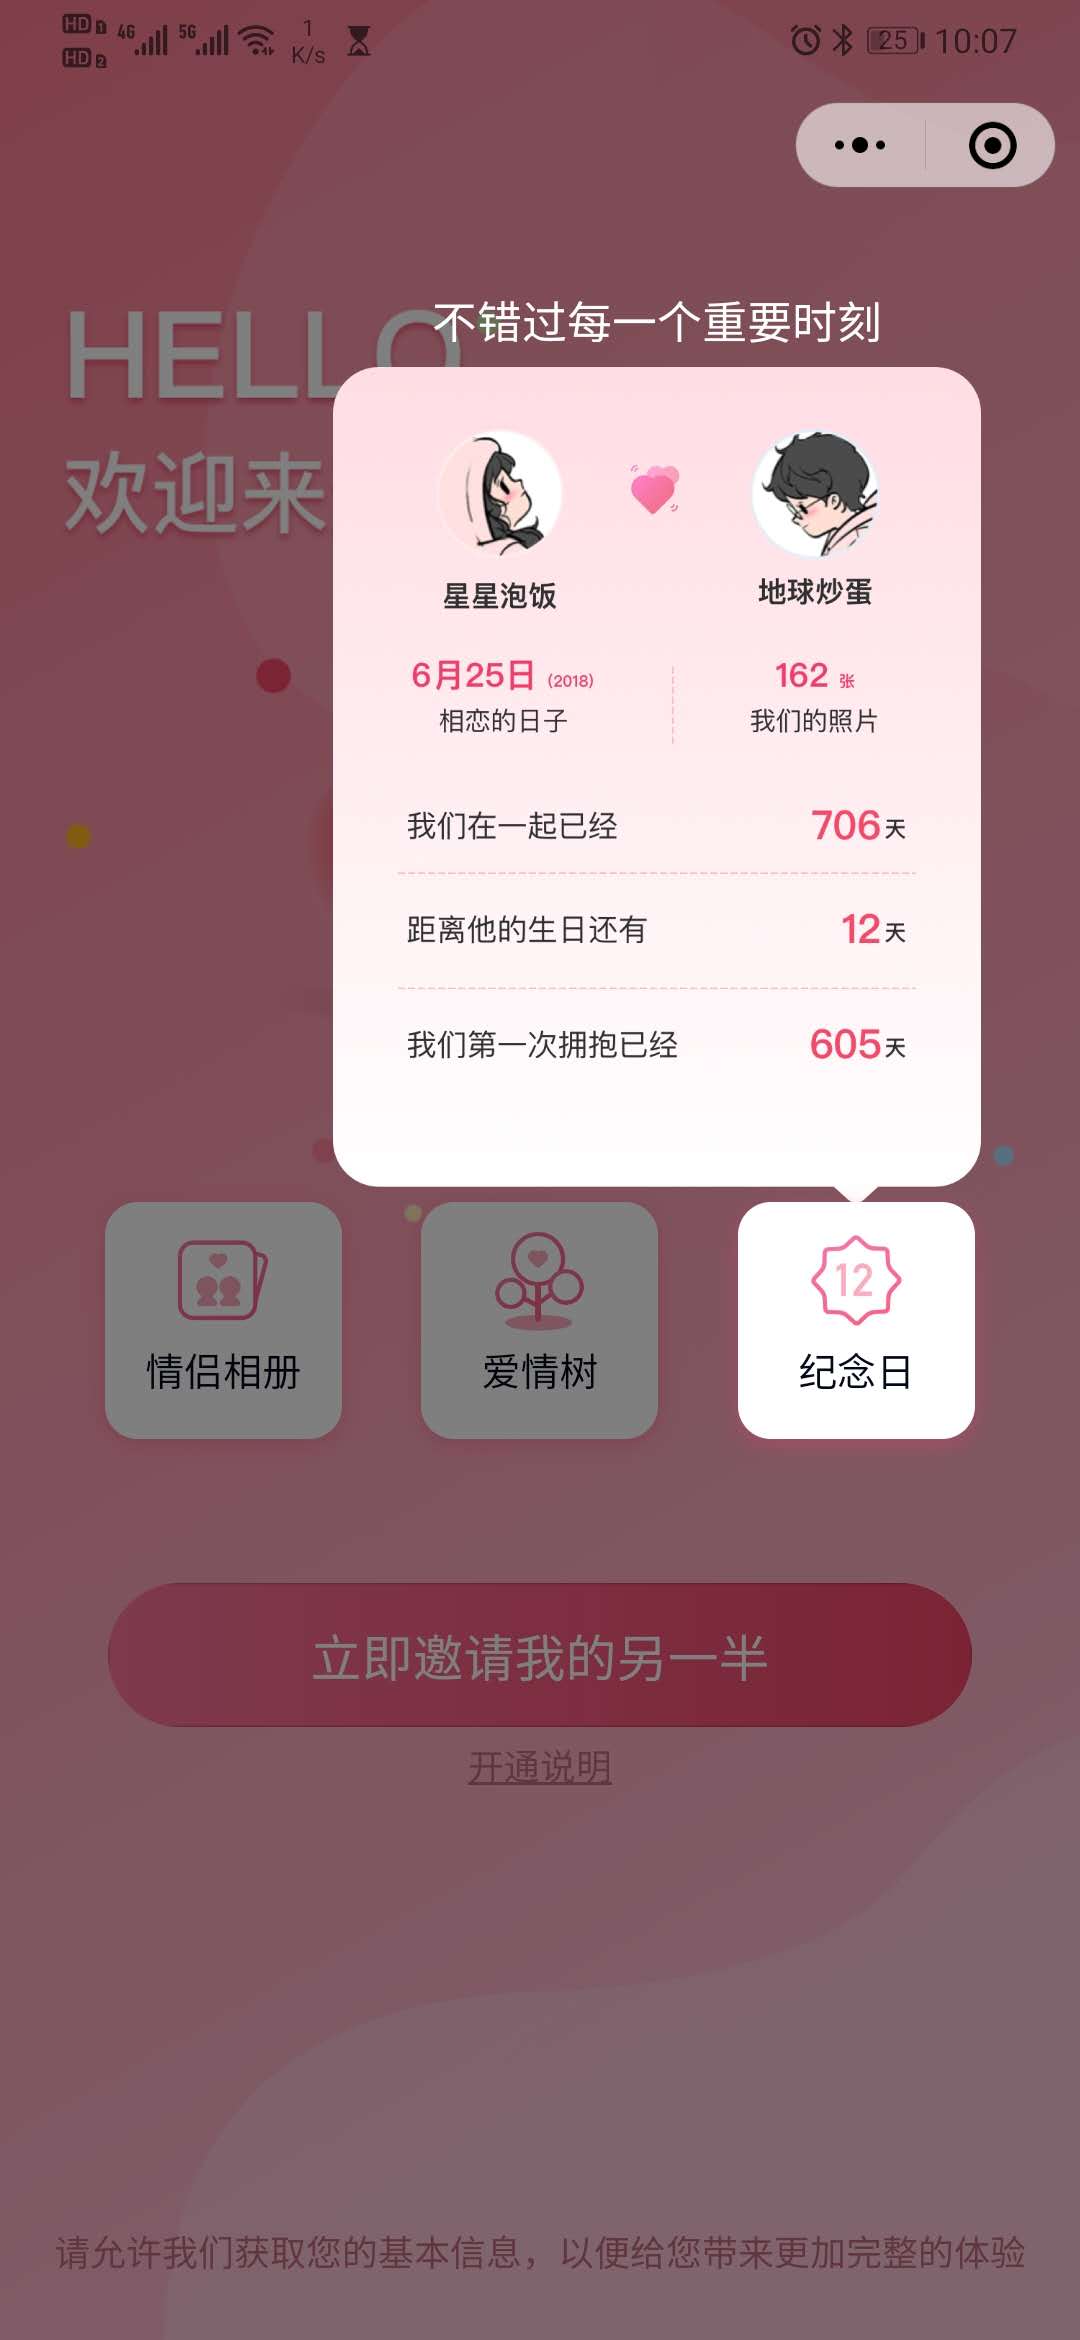 HD 1 4G 5G 1 K/s 25 10:07
HD 2
不错过每一个重要时刻
HELLO
欢迎来
星星泡饭 地球炒蛋
6月25日 (2018) 162 张
相恋的日子 我们的照片
我们在一起已经 706天
距离他的生日还有 12天
我们第一次拥抱已经 605天
12
情侣相册 爱情树 纪念日
立即邀请我的另一半
开通说明
请允许我们获取您的基本信息，以便给您带来更加完整的体验